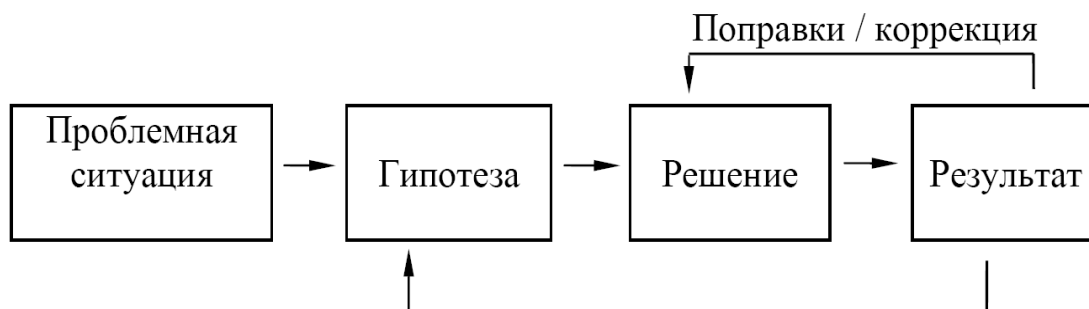 Поправки / коррекция
Проблемная
ситуация
Гипотеза
Решение
Результат